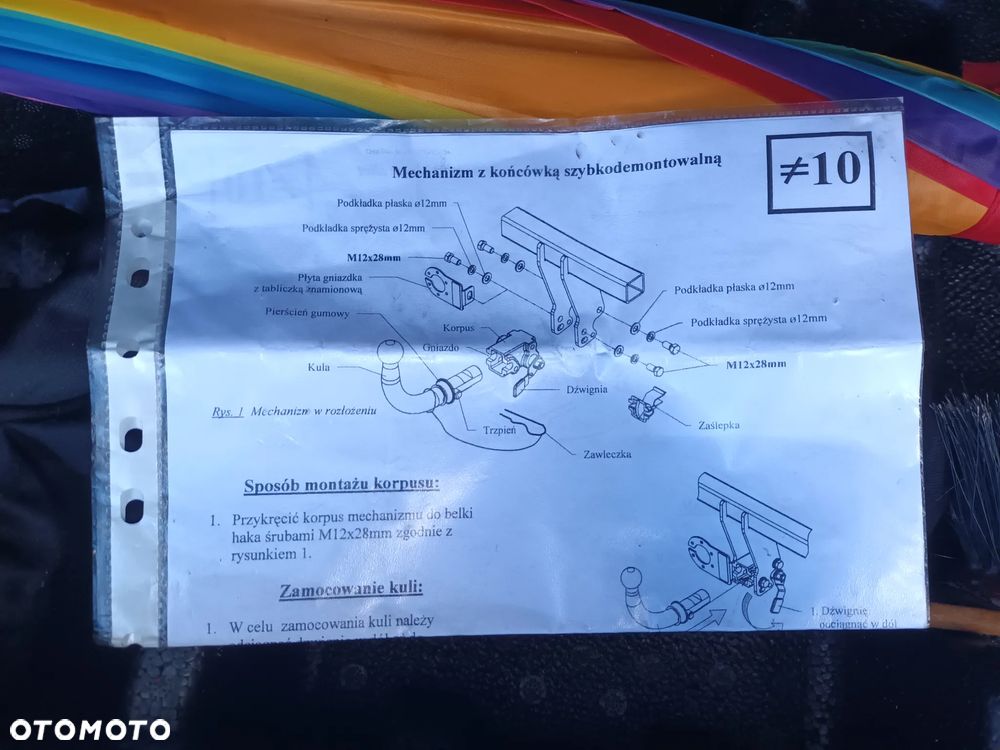 Mechanizm z końcówką szybkodemontowalną
≠10
Podkładka płaska ø12mm
Podkładka sprężysta ø12mm
M12x28mm
Płyta gniazdka
z tabliczką znamionową
Pierścień gumowy
Korpus
Gniazdo
Kula
Podkładka płaska ø12mm
Podkładka sprężysta ø12mm
M12x28mm
Dźwignia
Rys. 1 Mechanizm w rozłożeniu
Trzpień
Zaślepka
Zawleczka
Sposób montażu korpusu:
1. Przykręcić korpus mechanizmu do belki
haka śrubami M12x28mm zgodnie z
rysunkiem 1.
Zamocowanie kuli:
1. W celu zamocowania kuli należy
1. Dźwignię
odciągnąć w dół
OTOMOTO